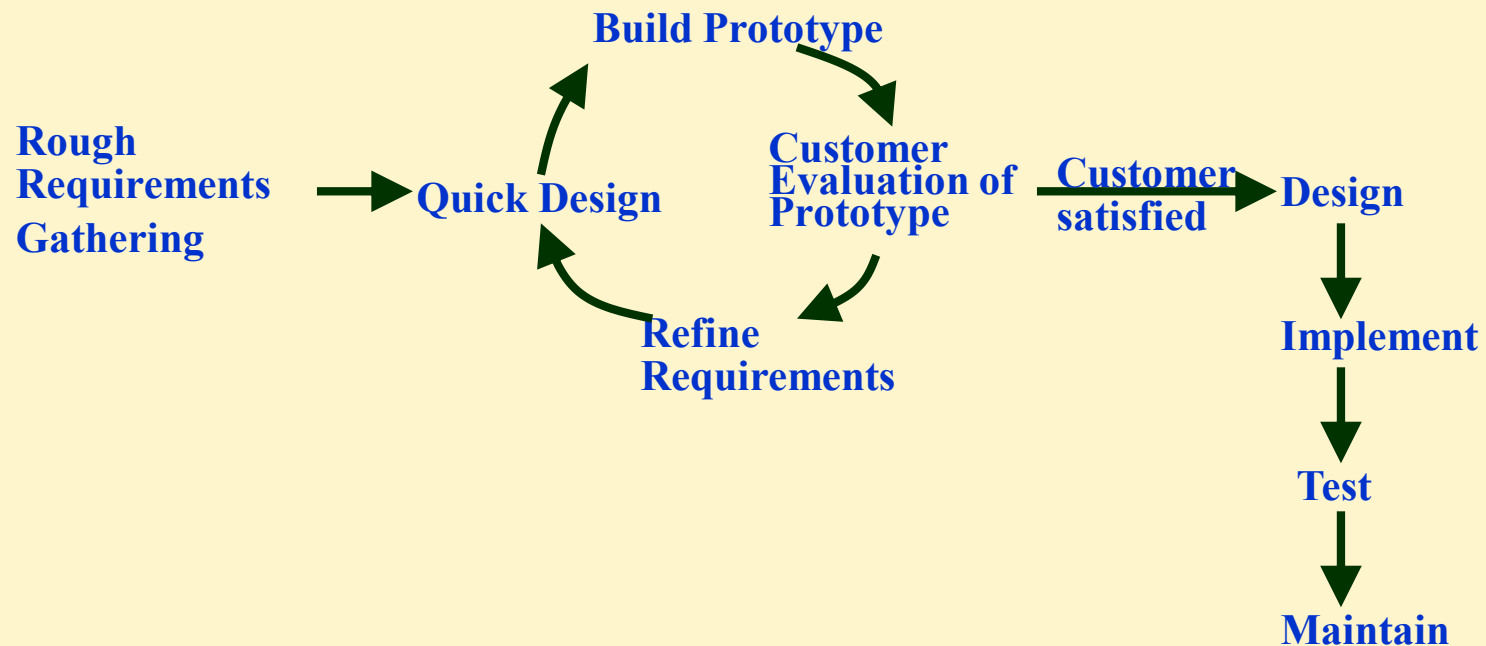 Build Prototype
Rough
Requirements
Gathering
Quick Design
Customer
Evaluation of
Prototype
Customer
satisfied
Design
Refine
Requirements
Implement
Test
Maintain